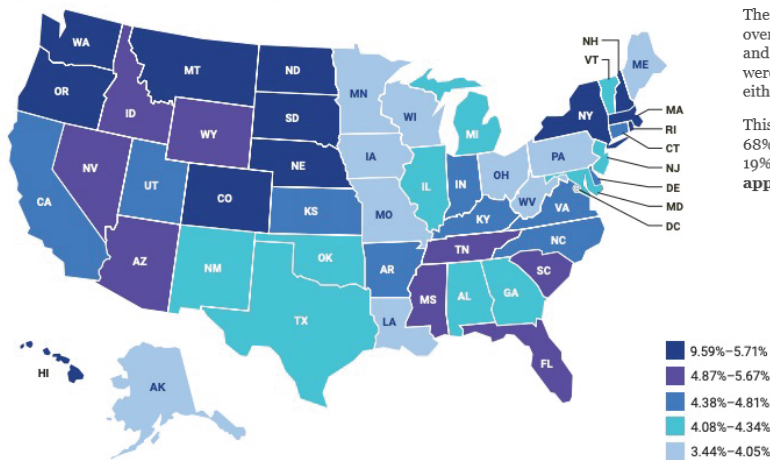 The
over
and
were
eith
This
68%
19%
app
NH
VT
ME
WA
MT
ND
MN
OR
ID
SD
WI
NY
MA
WY
MI
RI
NV
NE
IA
PA
CT
UT
IL
IN
OH
NJ
CA
CO
WV
DE
KS
MO
VA
MD
KY
DC
NC
AZ
NM
OK
AR
TN
SC
MS
AL
GA
TX
LA
FL
HI
AK
9.59%–5.71%
4.87%–5.67%
4.38%–4.81%
4.08%–4.34%
3.44%–4.05%